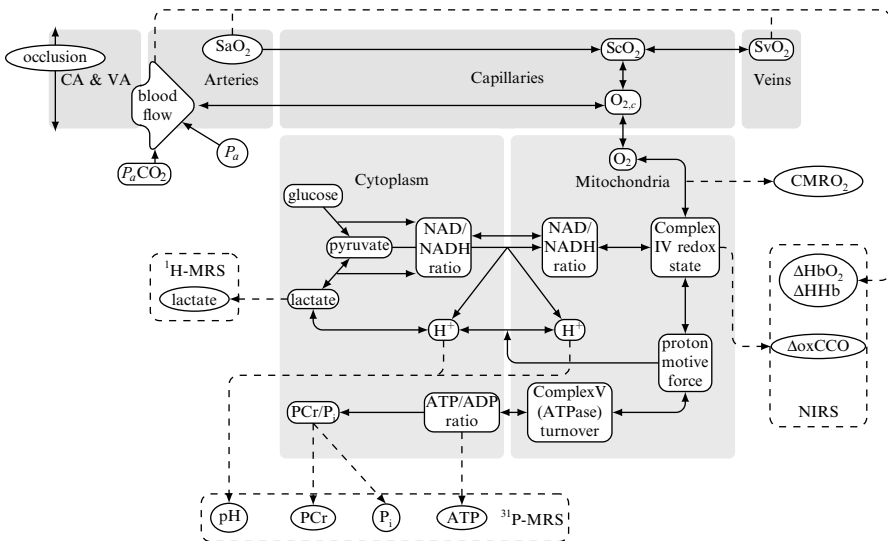 occlusion
CA & VA
SaO₂
Arteries
Capillaries
ScO₂
SvO₂
Veins
blood
flow
O₂,c
Pₐ
PₐCO₂
O₂
Cytoplasm
Mitochondria
CMRO₂
glucose
pyruvate
NAD/
NADH
ratio
NAD/
NADH
ratio
Complex
IV redox
state
¹H-MRS
lactate
lactate
ΔHbO₂
ΔHHb
H⁺
H⁺
proton
motive
force
ΔoxCCO
PCr/Pᵢ
ATP/ADP
ratio
ComplexV
(ATPase)
turnover
NIRS
pH
PCr
Pᵢ
ATP
³¹P-MRS